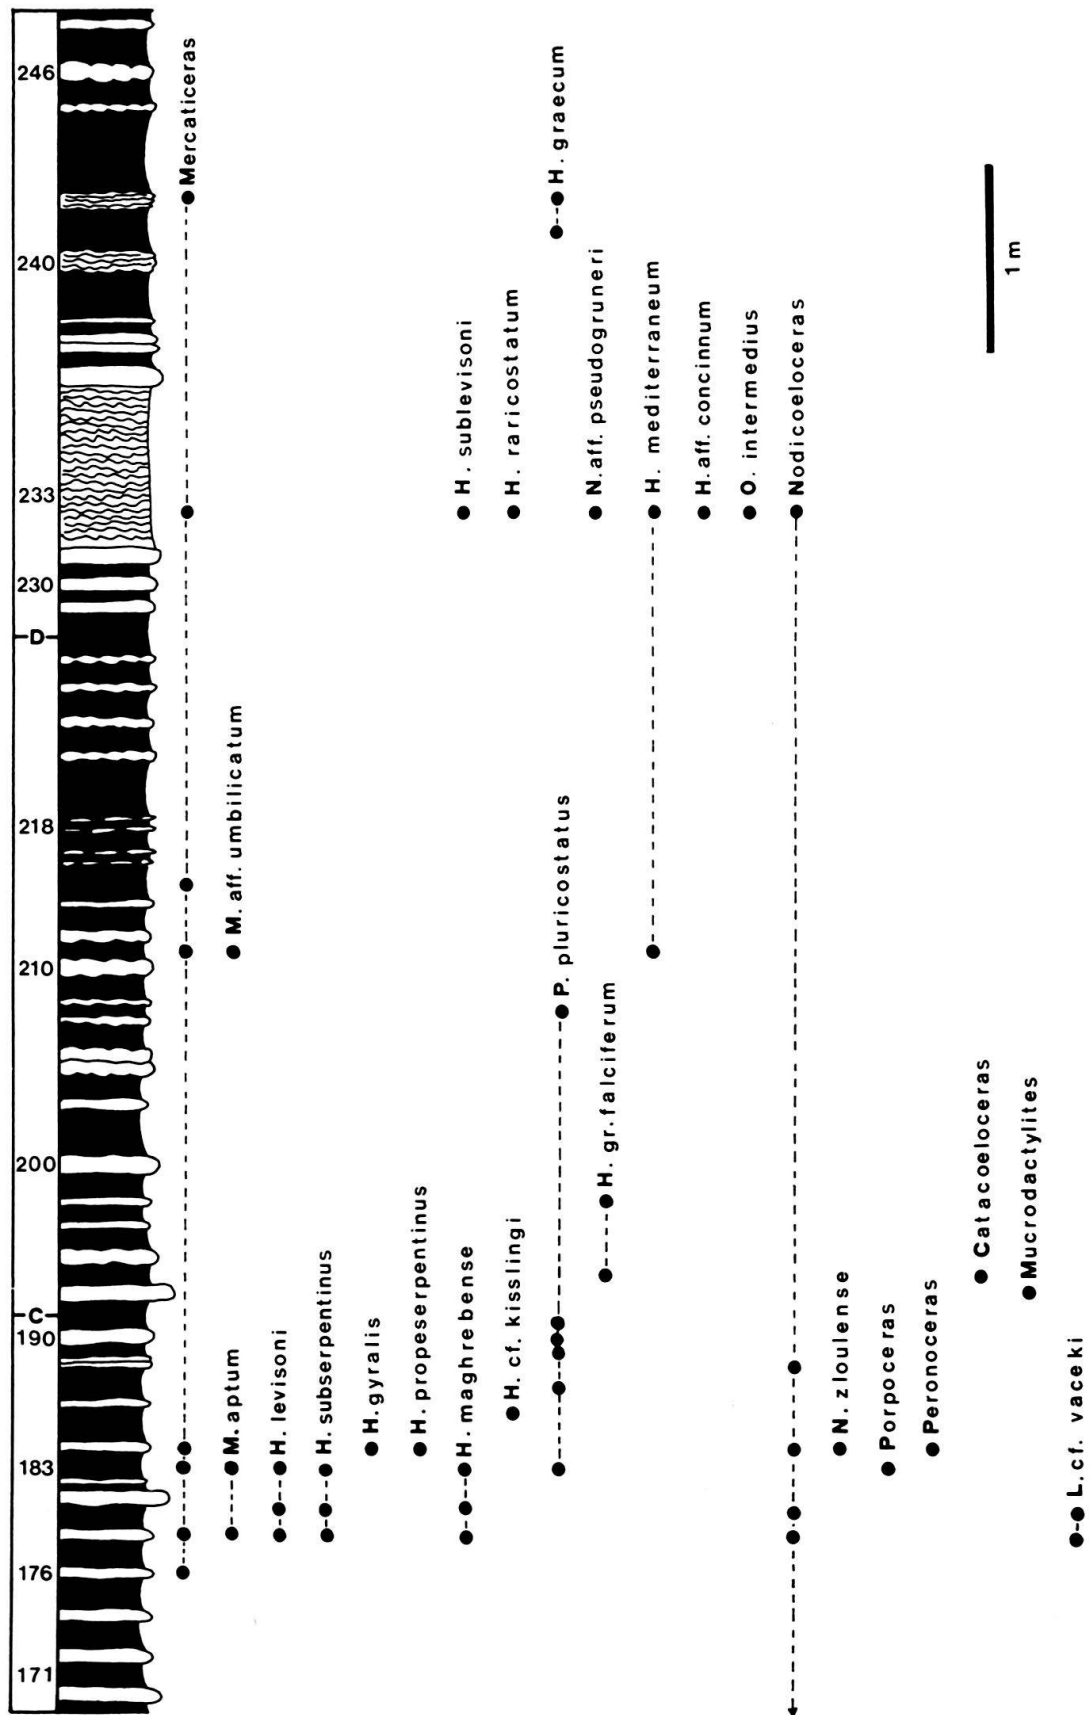 246
240
233
230
D
218
210
200
C
190
183
176
171
Mercaticeras
M. aff. umbilicatum
M. aptum
H. levisoni
H. subserpentinus
H. gyralis
H. propeserpentinus
H. maghrebense
H. sublevisoni
H. cf. kisslingi
H. raricostatum
H. graecum
P. pluricostatus
N. aff. pseudogruneri
H. gr. falciferum
H. mediterraneum
H. aff. concinnum
O. intermedius
Nodicoeloceras
N. zloulense
Porpoceras
Peronoceras
Catacoeloceras
Mucrodactylites
L. cf. vaceki
1 m